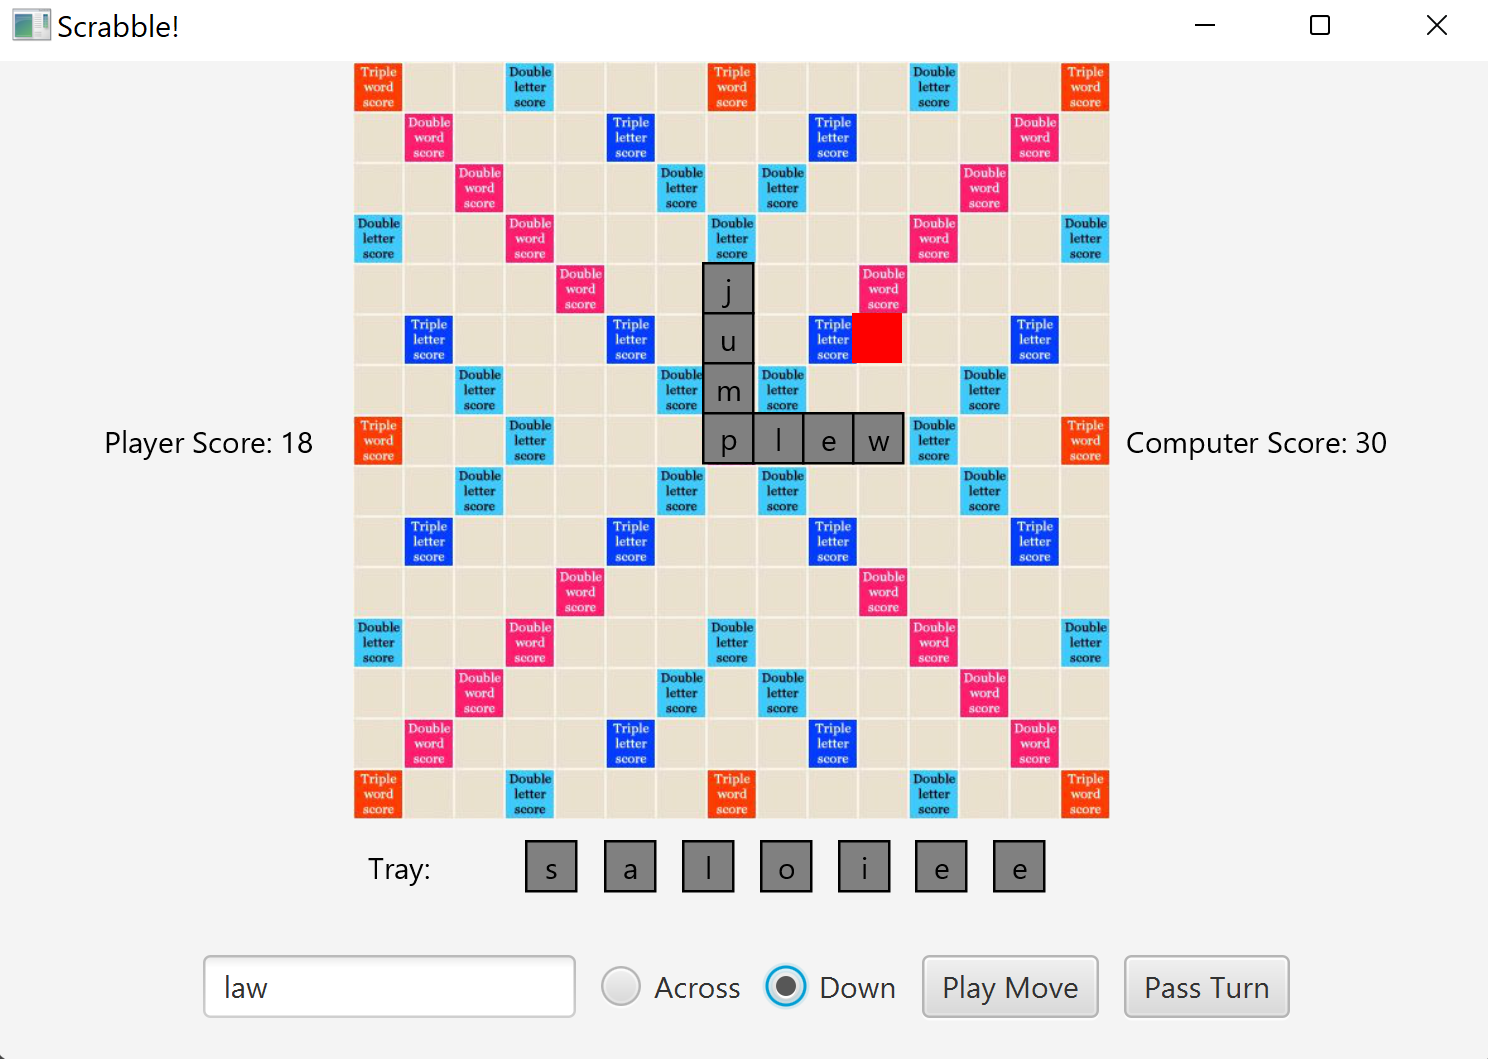 Scrabble!
Triple word score Double letter score Triple word score Double letter score Triple word score
Double word score Triple letter score Triple letter score Double word score
Double word score Double letter score Double letter score Double word score
Double letter score Double word score Double letter score Double word score Double letter score
Double word score j Double word score
Triple letter score Triple letter score u Triple letter score Triple letter score
Double letter score Double letter score m Double letter score Double letter score
Player Score: 18 Triple word score Double letter score p l e w Double letter score Triple word score Computer Score: 30
Double letter score Double letter score Double letter score Double letter score
Triple letter score Triple letter score Triple letter score Triple letter score
Double word score Double word score
Double letter score Double word score Double letter score Double word score Double letter score
Double word score Double letter score Double letter score Double word score
Double word score Triple letter score Triple letter score Double word score
Triple word score Double letter score Triple word score Double letter score Triple word score
Tray: s a l o i e e
law Across Down Play Move Pass Turn